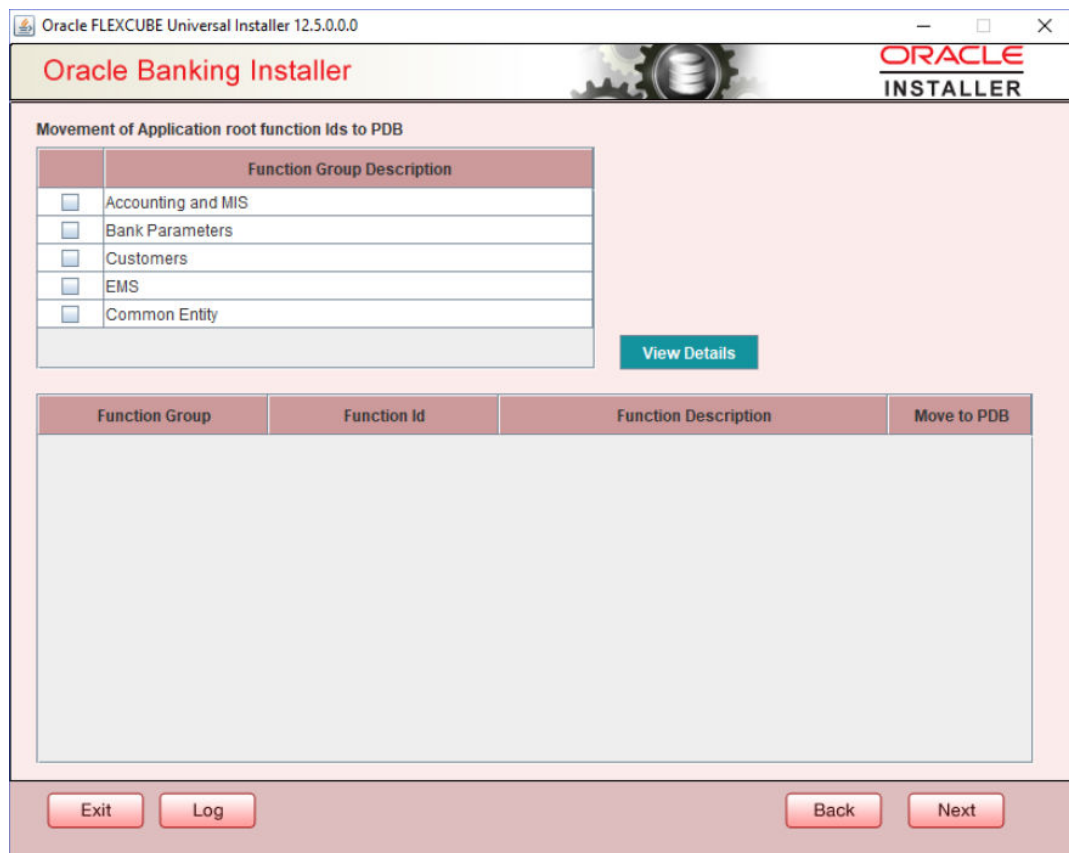 Oracle FLEXCUBE Universal Installer 12.5.0.0.0
Oracle Banking Installer
ORACLE
INSTALLER
Movement of Application root function Ids to PDB
Function Group Description
Accounting and MIS
Bank Parameters
Customers
EMS
Common Entity
View Details
Function Group Function Id Function Description Move to PDB
Exit Log Back Next